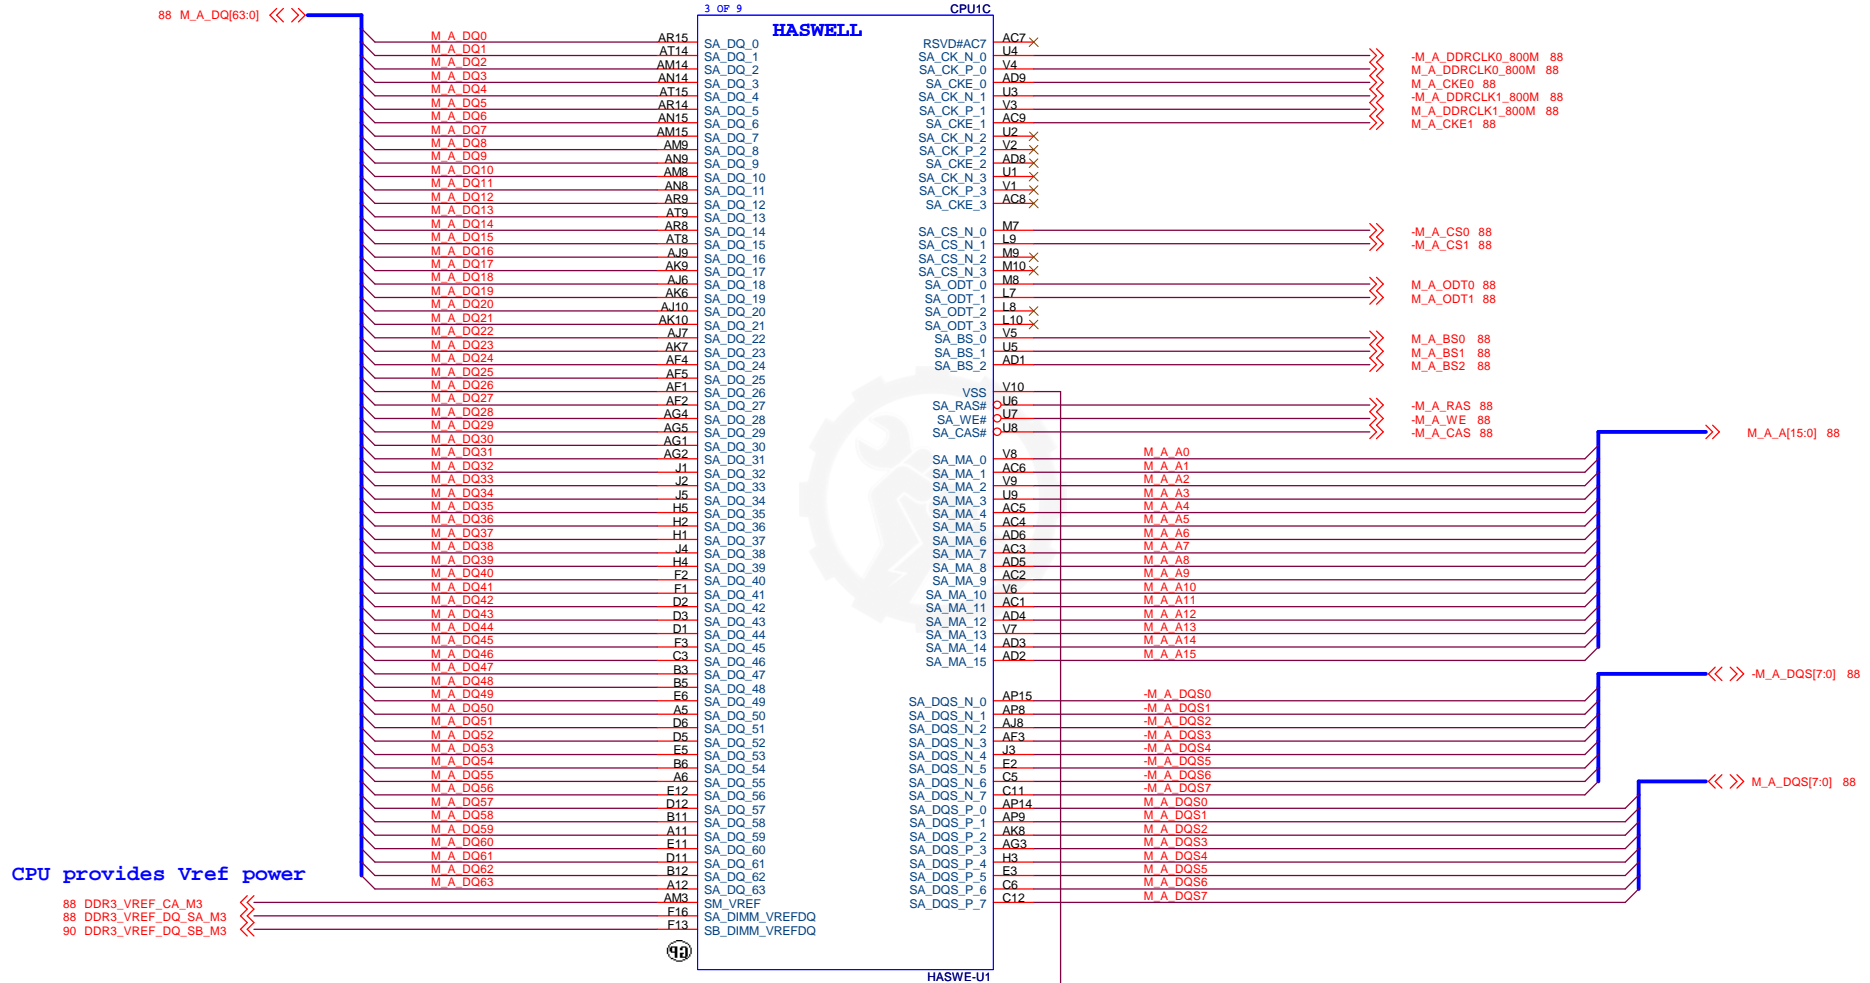 3 OF 9 CPU1C
HASWELL
88 M_A_DQ[63:0]
M_A_DQ0 AR15 SA_DQ_0
M_A_DQ1 AT14 SA_DQ_1
M_A_DQ2 AM14 SA_DQ_2
M_A_DQ3 AN14 SA_DQ_3
M_A_DQ4 AT15 SA_DQ_4
M_A_DQ5 AR14 SA_DQ_5
M_A_DQ6 AN15 SA_DQ_6
M_A_DQ7 AM15 SA_DQ_7
M_A_DQ8 AM9 SA_DQ_8
M_A_DQ9 AN9 SA_DQ_9
M_A_DQ10 AM8 SA_DQ_10
M_A_DQ11 AN8 SA_DQ_11
M_A_DQ12 AR9 SA_DQ_12
M_A_DQ13 AT9 SA_DQ_13
M_A_DQ14 AR8 SA_DQ_14
M_A_DQ15 AT8 SA_DQ_15
M_A_DQ16 AJ9 SA_DQ_16
M_A_DQ17 AK9 SA_DQ_17
M_A_DQ18 AJ6 SA_DQ_18
M_A_DQ19 AK6 SA_DQ_19
M_A_DQ20 AJ10 SA_DQ_20
M_A_DQ21 AK10 SA_DQ_21
M_A_DQ22 AJ7 SA_DQ_22
M_A_DQ23 AK7 SA_DQ_23
M_A_DQ24 AF4 SA_DQ_24
M_A_DQ25 AF5 SA_DQ_25
M_A_DQ26 AF1 SA_DQ_26
M_A_DQ27 AF2 SA_DQ_27
M_A_DQ28 AG4 SA_DQ_28
M_A_DQ29 AG5 SA_DQ_29
M_A_DQ30 AG1 SA_DQ_30
M_A_DQ31 AG2 SA_DQ_31
M_A_DQ32 J1 SA_DQ_32
M_A_DQ33 J2 SA_DQ_33
M_A_DQ34 J5 SA_DQ_34
M_A_DQ35 H5 SA_DQ_35
M_A_DQ36 H2 SA_DQ_36
M_A_DQ37 H1 SA_DQ_37
M_A_DQ38 J4 SA_DQ_38
M_A_DQ39 H4 SA_DQ_39
M_A_DQ40 F2 SA_DQ_40
M_A_DQ41 F1 SA_DQ_41
M_A_DQ42 D2 SA_DQ_42
M_A_DQ43 D3 SA_DQ_43
M_A_DQ44 D1 SA_DQ_44
M_A_DQ45 F3 SA_DQ_45
M_A_DQ46 C3 SA_DQ_46
M_A_DQ47 B3 SA_DQ_47
M_A_DQ48 B5 SA_DQ_48
M_A_DQ49 E6 SA_DQ_49
M_A_DQ50 A5 SA_DQ_50
M_A_DQ51 D6 SA_DQ_51
M_A_DQ52 D5 SA_DQ_52
M_A_DQ53 E5 SA_DQ_53
M_A_DQ54 B6 SA_DQ_54
M_A_DQ55 A6 SA_DQ_55
M_A_DQ56 E12 SA_DQ_56
M_A_DQ57 D12 SA_DQ_57
M_A_DQ58 B11 SA_DQ_58
M_A_DQ59 A11 SA_DQ_59
M_A_DQ60 E11 SA_DQ_60
M_A_DQ61 D11 SA_DQ_61
M_A_DQ62 B12 SA_DQ_62
M_A_DQ63 A12 SA_DQ_63
CPU provides Vref power
88 DDR3_VREF_CA_M3 AM3 SM_VREF
88 DDR3_VREF_DQ_SA_M3 F16 SA_DIMM_VREFDQ
90 DDR3_VREF_DQ_SB_M3 F13 SB_DIMM_VREFDQ
GP
RSVD#AC7 AC7
SA_CK_N_0 U4 -M_A_DDRCLK0_800M 88
SA_CK_P_0 V4 M_A_DDRCLK0_800M 88
SA_CKE_0 AD9 M_A_CKE0 88
SA_CK_N_1 U3 -M_A_DDRCLK1_800M 88
SA_CK_P_1 V3 M_A_DDRCLK1_800M 88
SA_CKE_1 AC9 M_A_CKE1 88
SA_CK_N_2 U2
SA_CK_P_2 V2
SA_CKE_2 AD8
SA_CK_N_3 U1
SA_CK_P_3 V1
SA_CKE_3 AC8
SA_CS_N_0 M7 -M_A_CS0 88
SA_CS_N_1 L9 -M_A_CS1 88
SA_CS_N_2 M9
SA_CS_N_3 M10
SA_ODT_0 M8 M_A_ODT0 88
SA_ODT_1 L7 M_A_ODT1 88
SA_ODT_2 L8
SA_ODT_3 L10
SA_BS_0 V5 M_A_BS0 88
SA_BS_1 U5 M_A_BS1 88
SA_BS_2 AD1 M_A_BS2 88
VSS V10
SA_RAS# U6 -M_A_RAS 88
SA_WE# U7 -M_A_WE 88
SA_CAS# U8 -M_A_CAS 88
M_A_A[15:0] 88
SA_MA_0 V8 M_A_A0
SA_MA_1 AC6 M_A_A1
SA_MA_2 V9 M_A_A2
SA_MA_3 U9 M_A_A3
SA_MA_4 AC5 M_A_A4
SA_MA_5 AC4 M_A_A5
SA_MA_6 AD6 M_A_A6
SA_MA_7 AC3 M_A_A7
SA_MA_8 AD5 M_A_A8
SA_MA_9 AC2 M_A_A9
SA_MA_10 V6 M_A_A10
SA_MA_11 AC1 M_A_A11
SA_MA_12 AD4 M_A_A12
SA_MA_13 V7 M_A_A13
SA_MA_14 AD3 M_A_A14
SA_MA_15 AD2 M_A_A15
-M_A_DQS[7:0] 88
SA_DQS_N_0 AP15 -M_A_DQS0
SA_DQS_N_1 AP8 -M_A_DQS1
SA_DQS_N_2 AJ8 -M_A_DQS2
SA_DQS_N_3 AF3 -M_A_DQS3
SA_DQS_N_4 J3 -M_A_DQS4
SA_DQS_N_5 E2 -M_A_DQS5
SA_DQS_N_6 C5 -M_A_DQS6
SA_DQS_N_7 C11 -M_A_DQS7
M_A_DQS[7:0] 88
SA_DQS_P_0 AP14 M_A_DQS0
SA_DQS_P_1 AP9 M_A_DQS1
SA_DQS_P_2 AK8 M_A_DQS2
SA_DQS_P_3 AG3 M_A_DQS3
SA_DQS_P_4 H3 M_A_DQS4
SA_DQS_P_5 E3 M_A_DQS5
SA_DQS_P_6 C6 M_A_DQS6
SA_DQS_P_7 C12 M_A_DQS7
HASWE-U1